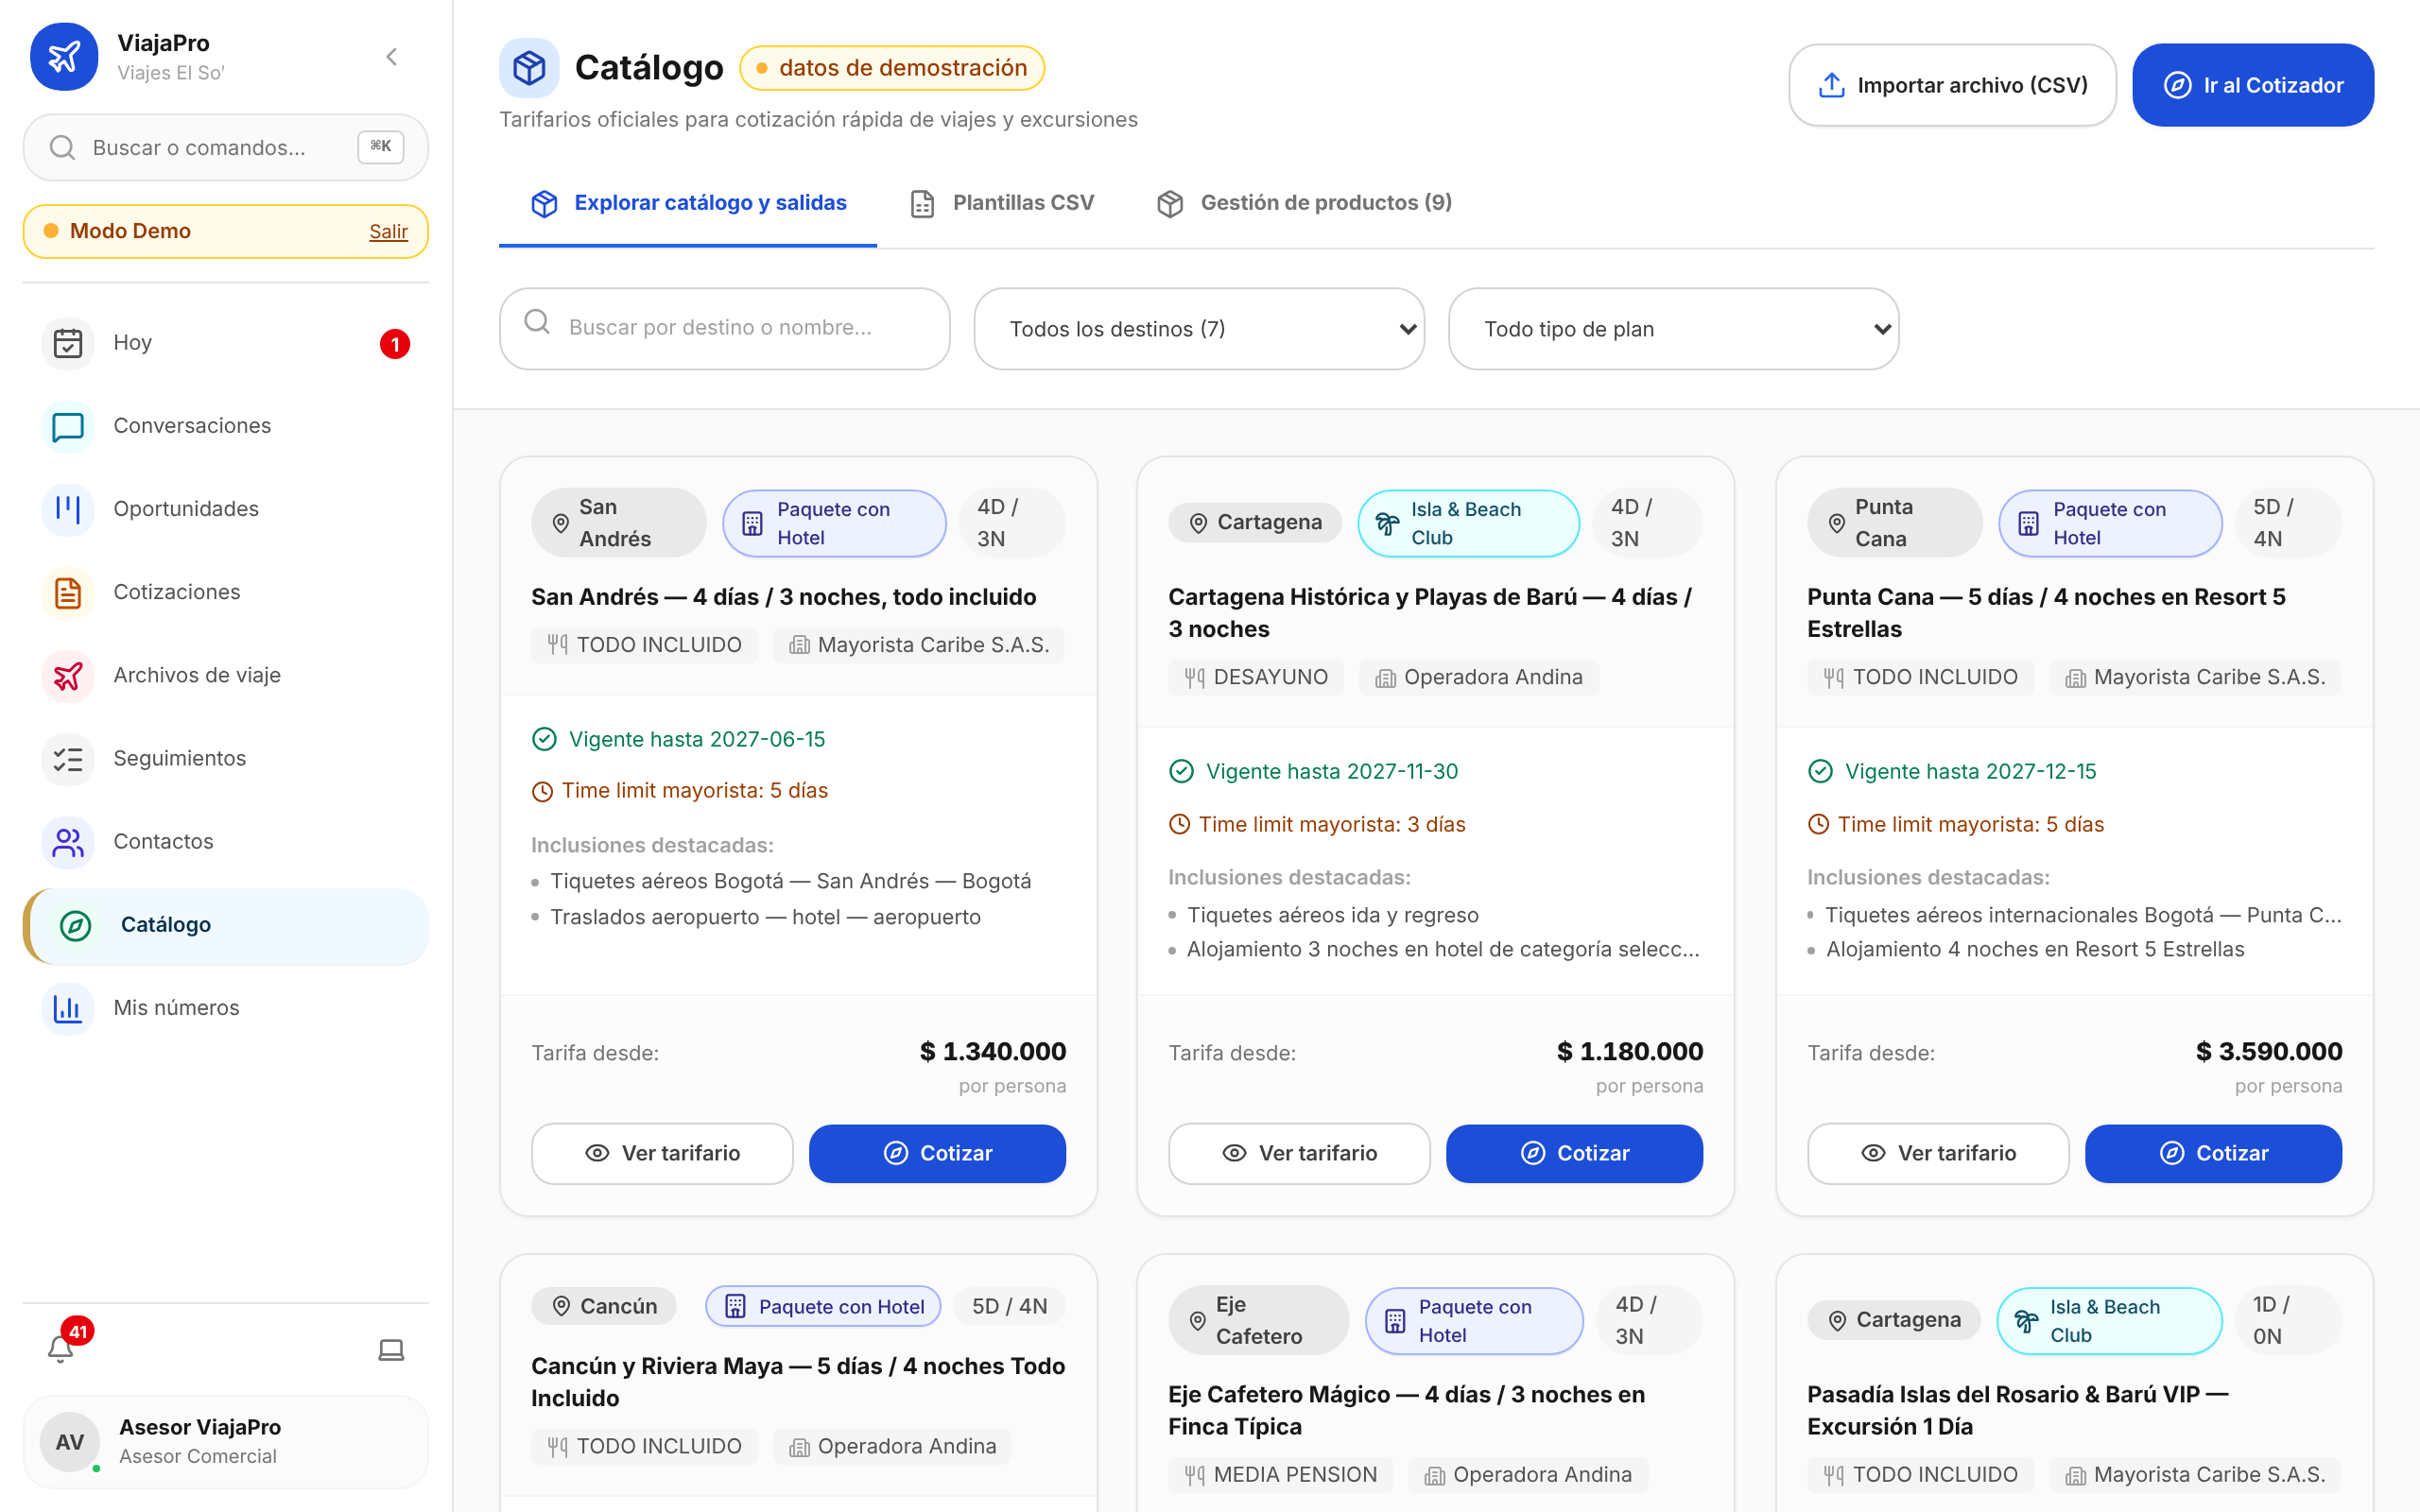 ViajaPro
Viajes El So
Buscar o comandos...
⌘K
Modo Demo
Salir
Hoy
1
Conversaciones
Oportunidades
Cotizaciones
Archivos de viaje
Seguimientos
Contactos
Catálogo
Mis números
41
AV
Asesor ViajaPro
Asesor Comercial
Catálogo
datos de demostración
Tarifarios oficiales para cotización rápida de viajes y excursiones
Importar archivo (CSV)
Ir al Cotizador
Explorar catálogo y salidas
Plantillas CSV
Gestión de productos (9)
Buscar por destino o nombre...
Todos los destinos (7)
Todo tipo de plan
San
Andrés
Paquete con
Hotel
4D /
3N
San Andrés — 4 días / 3 noches, todo incluido
TODO INCLUIDO
Mayorista Caribe S.A.S.
Vigente hasta 2027-06-15
Time limit mayorista: 5 días
Inclusiones destacadas:
Tiquetes aéreos Bogotá — San Andrés — Bogotá
Traslados aeropuerto — hotel — aeropuerto
Tarifa desde:
$ 1.340.000
por persona
Ver tarifario
Cotizar
Cartagena
Isla & Beach
Club
4D /
3N
Cartagena Histórica y Playas de Barú — 4 días /
3 noches
DESAYUNO
Operadora Andina
Vigente hasta 2027-11-30
Time limit mayorista: 3 días
Inclusiones destacadas:
Tiquetes aéreos ida y regreso
Alojamiento 3 noches en hotel de categoría selecc...
Tarifa desde:
$ 1.180.000
por persona
Ver tarifario
Cotizar
Punta
Cana
Paquete con
Hotel
5D /
4N
Punta Cana — 5 días / 4 noches en Resort 5
Estrellas
TODO INCLUIDO
Mayorista Caribe S.A.S.
Vigente hasta 2027-12-15
Time limit mayorista: 5 días
Inclusiones destacadas:
Tiquetes aéreos internacionales Bogotá — Punta C...
Alojamiento 4 noches en Resort 5 Estrellas
Tarifa desde:
$ 3.590.000
por persona
Ver tarifario
Cotizar
Cancún
Paquete con Hotel
5D / 4N
Cancún y Riviera Maya — 5 días / 4 noches Todo
Incluido
TODO INCLUIDO
Operadora Andina
Eje
Cafetero
Paquete con
Hotel
4D /
3N
Eje Cafetero Mágico — 4 días / 3 noches en
Finca Típica
MEDIA PENSION
Operadora Andina
Cartagena
Isla & Beach
Club
1D /
0N
Pasadía Islas del Rosario & Barú VIP —
Excursión 1 Día
TODO INCLUIDO
Mayorista Caribe S.A.S.